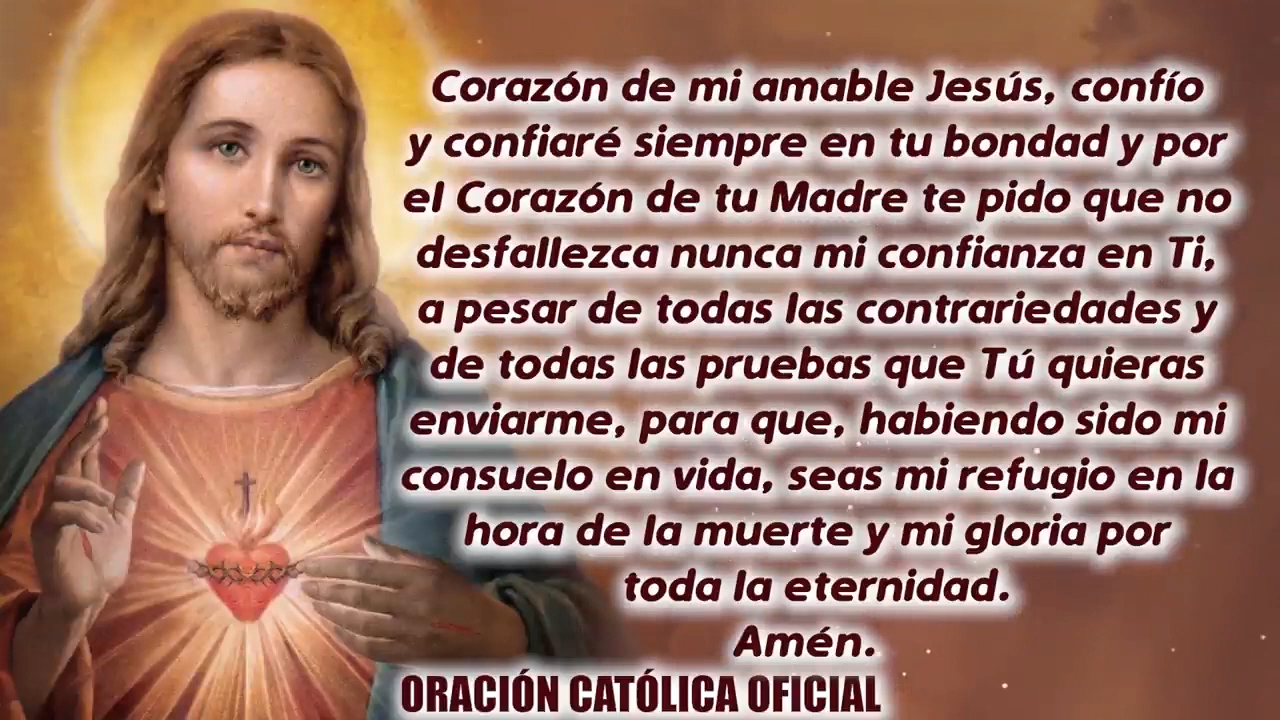 Corazón de mi amable Jesús, confío
y confiaré siempre en tu bondad y por
el Corazón de tu Madre te pido que no
desfallezca nunca mi confianza en Ti,
a pesar de todas las contrariedades y
de todas las pruebas que Tú quieras
enviarme, para que, habiendo sido mi
consuelo en vida, seas mi refugio en la
hora de la muerte y mi gloria por
toda la eternidad.
Amén.
ORACIÓN CATÓLICA OFICIAL